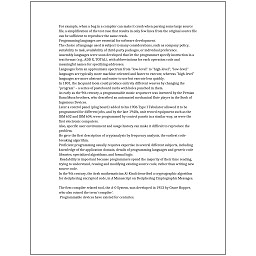 For example, when a bug in a compiler can make it crash when parsing some large source
file, a simplification of the test case that results in only few lines from the original source file
can be sufficient to reproduce the same crash.
Programming languages are essential for software development.
The choice of language used is subject to many considerations, such as company policy,
suitability to task, availability of third-party packages, or individual preference.
Assembly languages were soon developed that let the programmer specify instruction in a
text format (e.g., ADD X, TOTAL), with abbreviations for each operation code and
meaningful names for specifying addresses.
Languages form an approximate spectrum from "low-level" to "high-level"; "low-level"
languages are typically more machine-oriented and faster to execute, whereas "high-level"
languages are more abstract and easier to use but execute less quickly.
In 1801, the Jacquard loom could produce entirely different weaves by changing the
"program" – a series of pasteboard cards with holes punched in them.
As early as the 9th century, a programmable music sequencer was invented by the Persian
Banu Musa brothers, who described an automated mechanical flute player in the Book of
Ingenious Devices.
Later a control panel (plug board) added to his 1906 Type I Tabulator allowed it to be
programmed for different jobs, and by the late 1940s, unit record equipment such as the
IBM 602 and IBM 604, were programmed by control panels in a similar way, as were the
first electronic computers.
Also, specific user environment and usage history can make it difficult to reproduce the
problem.
He gave the first description of cryptanalysis by frequency analysis, the earliest code-
breaking algorithm.
Proficient programming usually requires expertise in several different subjects, including
knowledge of the application domain, details of programming languages and generic code
libraries, specialized algorithms, and formal logic.
Readability is important because programmers spend the majority of their time reading,
trying to understand, reusing and modifying existing source code, rather than writing new
source code.
In the 9th century, the Arab mathematician Al-Kindi described a cryptographic algorithm
for deciphering encrypted code, in A Manuscript on Deciphering Cryptographic Messages.
The first compiler related tool, the A-0 System, was developed in 1952 by Grace Hopper,
who also coined the term 'compiler'.
Programmable devices have existed for centuries.